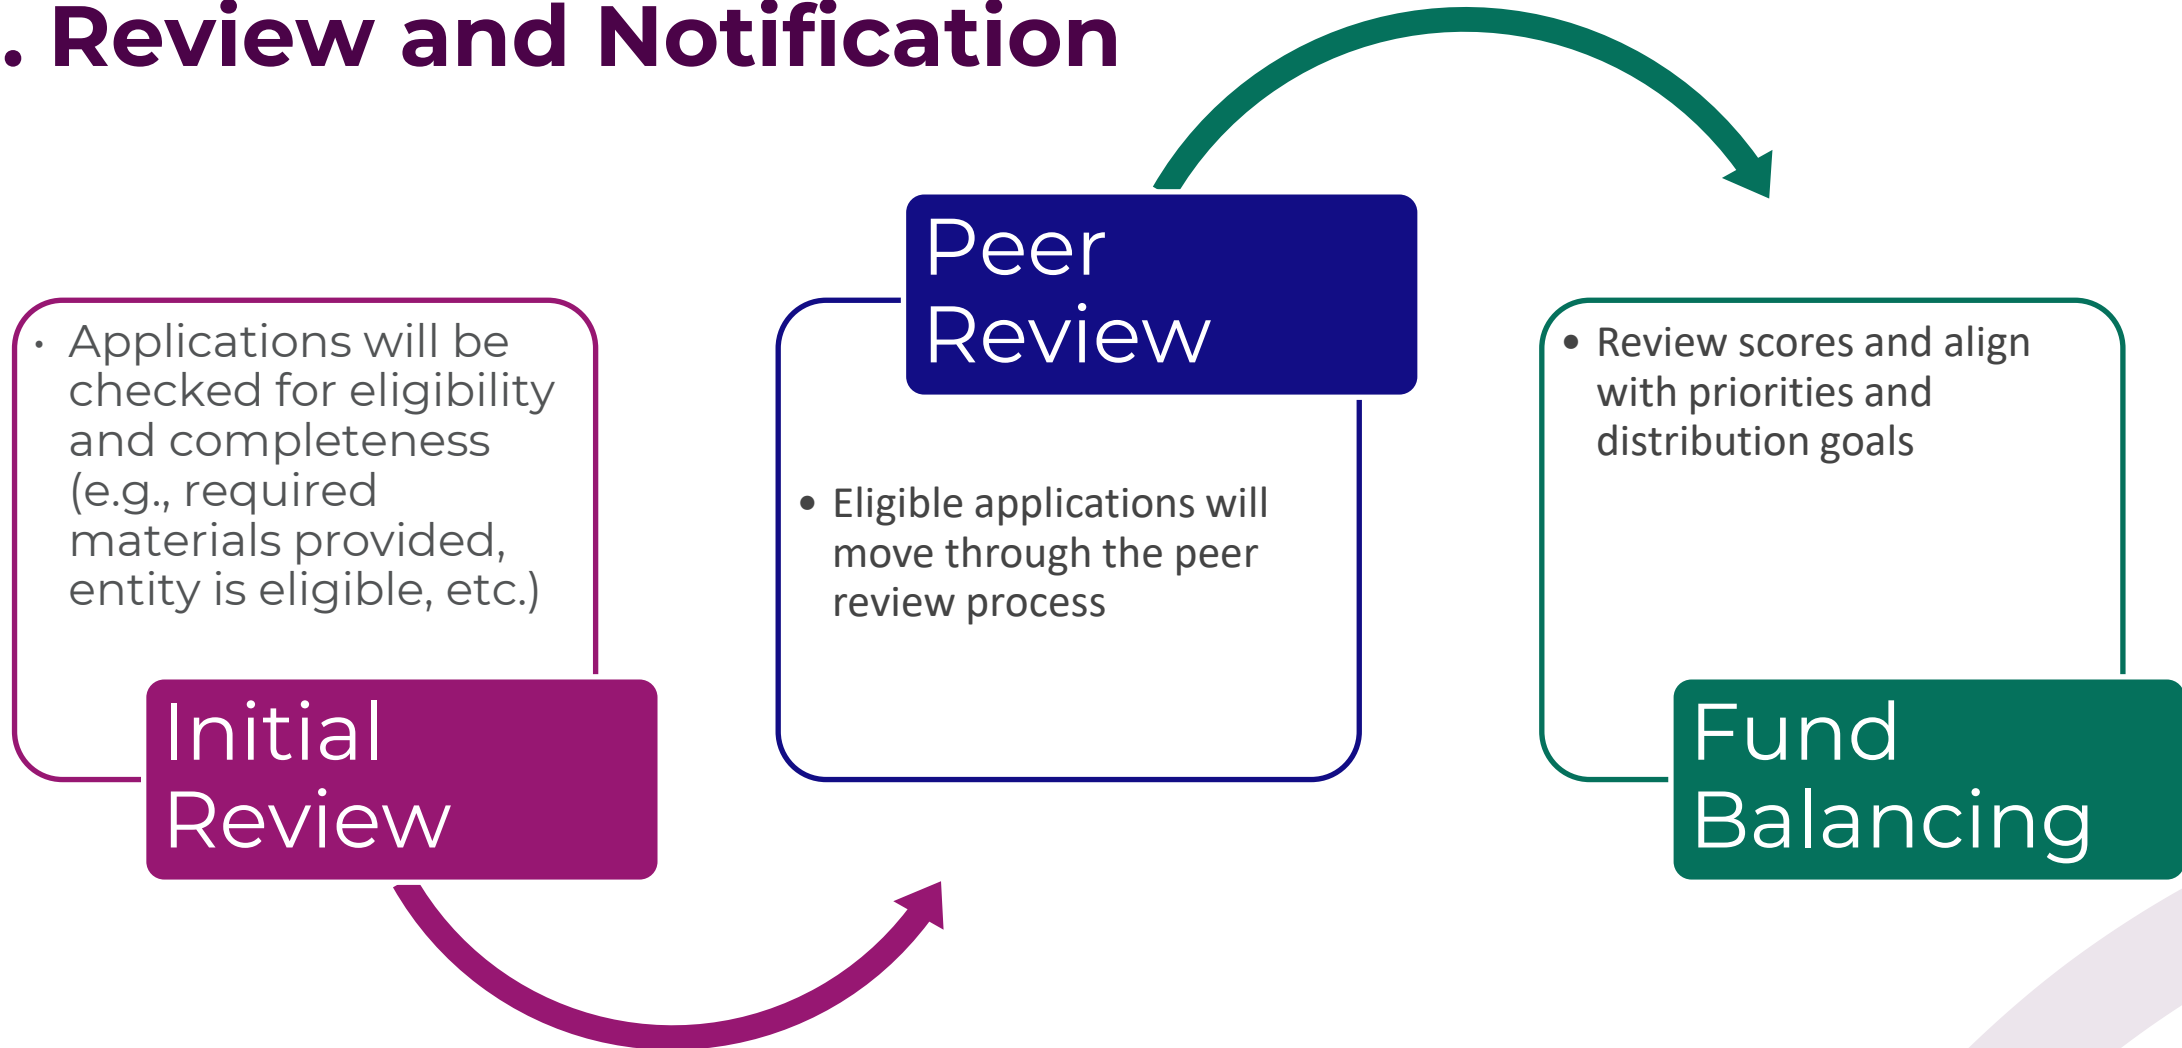 . Review and Notification
• Applications will be
checked for eligibility
and completeness
(e.g., required
materials provided,
entity is eligible, etc.)
Initial
Review
Peer
Review
• Eligible applications will
move through the peer
review process
• Review scores and align
with priorities and
distribution goals
Fund
Balancing